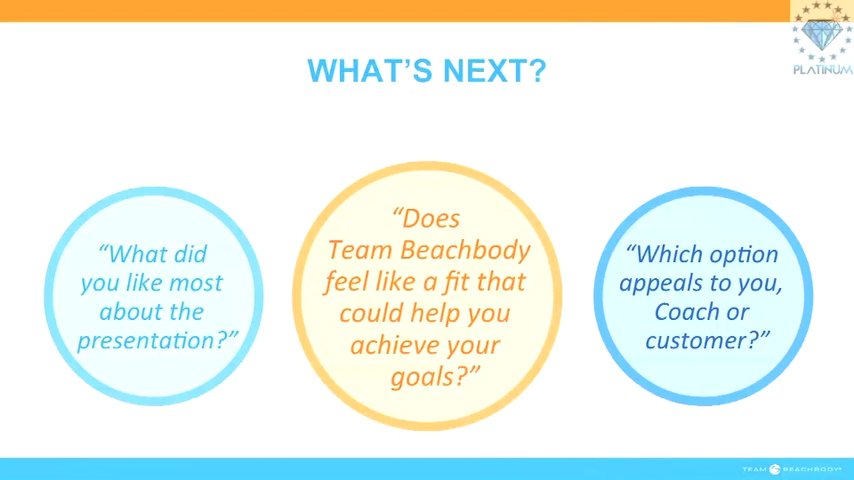 PLATINUM
WHAT’S NEXT?
“What did
you like most
about the
presentation?”
“Does
Team Beachbody
feel like a fit that
could help you
achieve your
goals?”
“Which option
appeals to you,
Coach or
customer?”
TEAM BEACHBODY